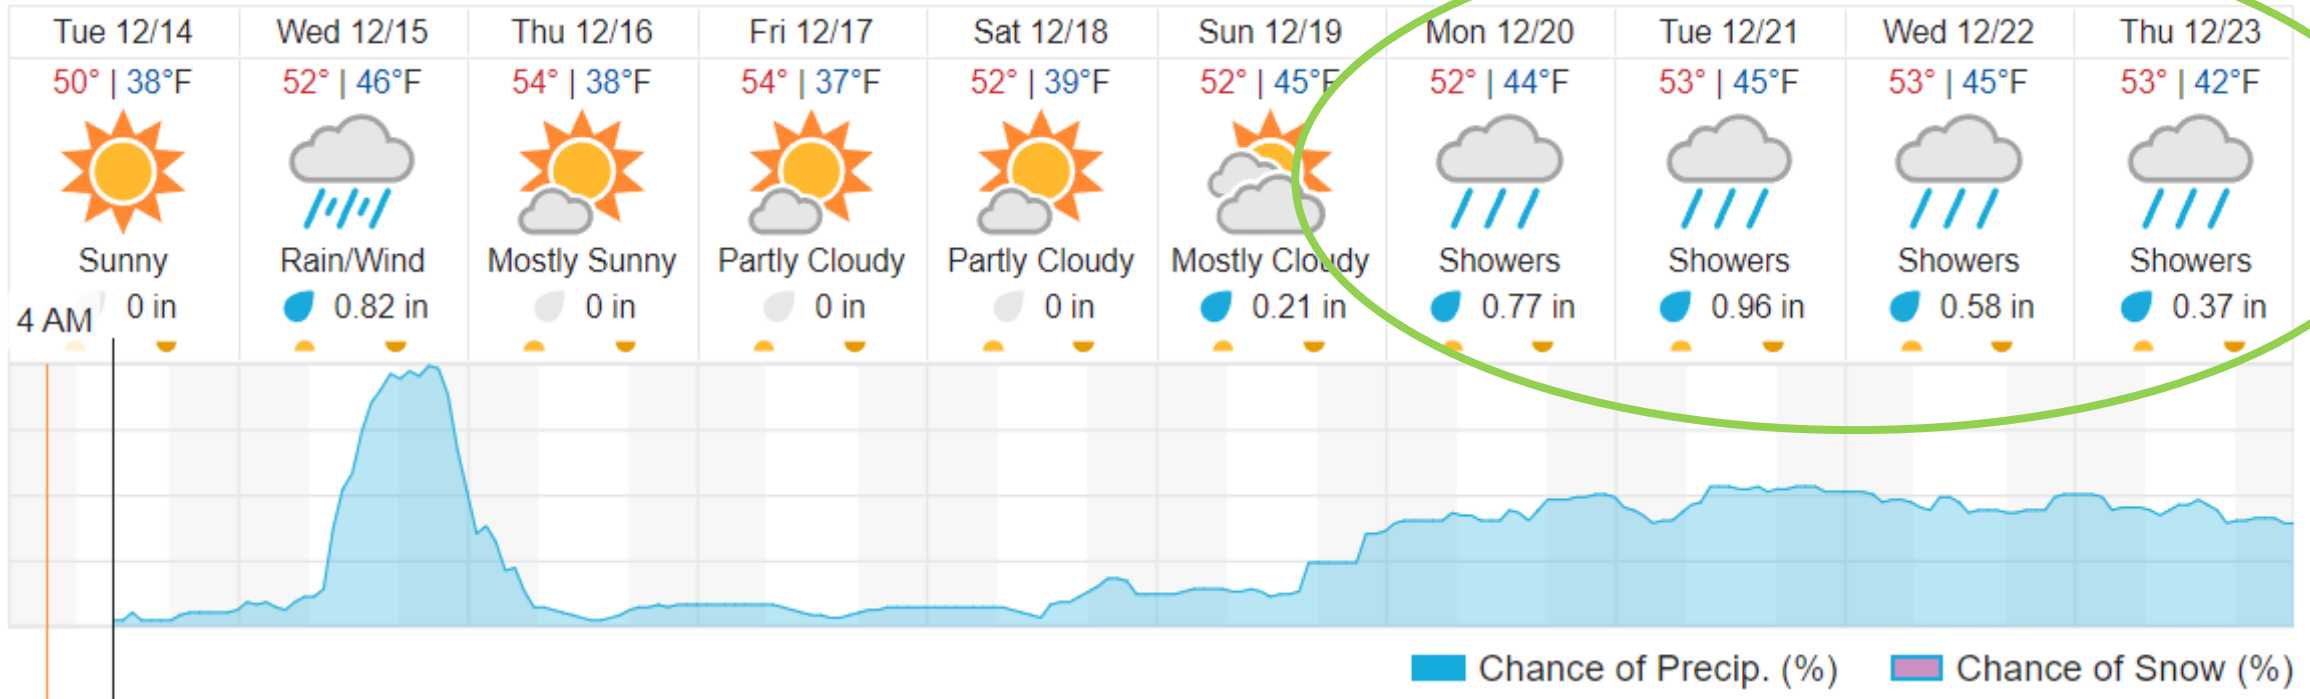 Tue 12/14 Wed 12/15 Thu 12/16 Fri 12/17 Sat 12/18 Sun 12/19 Mon 12/20 Tue 12/21 Wed 12/22 Thu 12/23
50° | 38°F 52° | 46°F 54° | 38°F 54° | 37°F 52° | 39°F 52° | 45°F 52° | 44°F 53° | 45°F 53° | 45°F 53° | 42°F
Sunny Rain/Wind Mostly Sunny Partly Cloudy Partly Cloudy Mostly Cloudy Showers Showers Showers Showers
0 in 0.82 in 0 in 0 in 0 in 0.21 in 0.77 in 0.96 in 0.58 in 0.37 in
4 AM
Chance of Precip. (%) Chance of Snow (%)